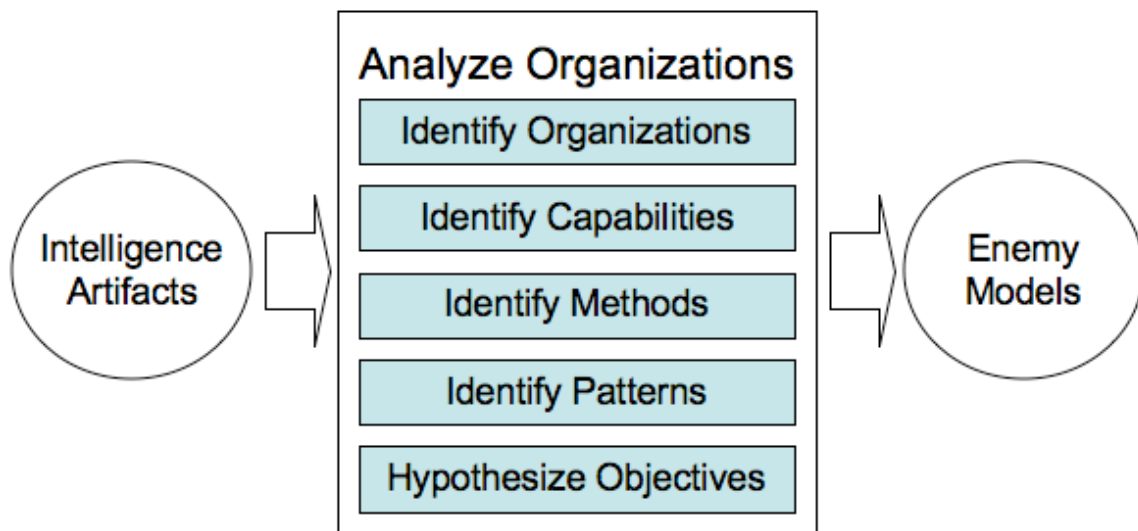 Analyze Organizations
Identify Organizations
Identify Capabilities
Intelligence
Artifacts
Identify Methods
Enemy
Models
Identify Patterns
Hypothesize Objectives